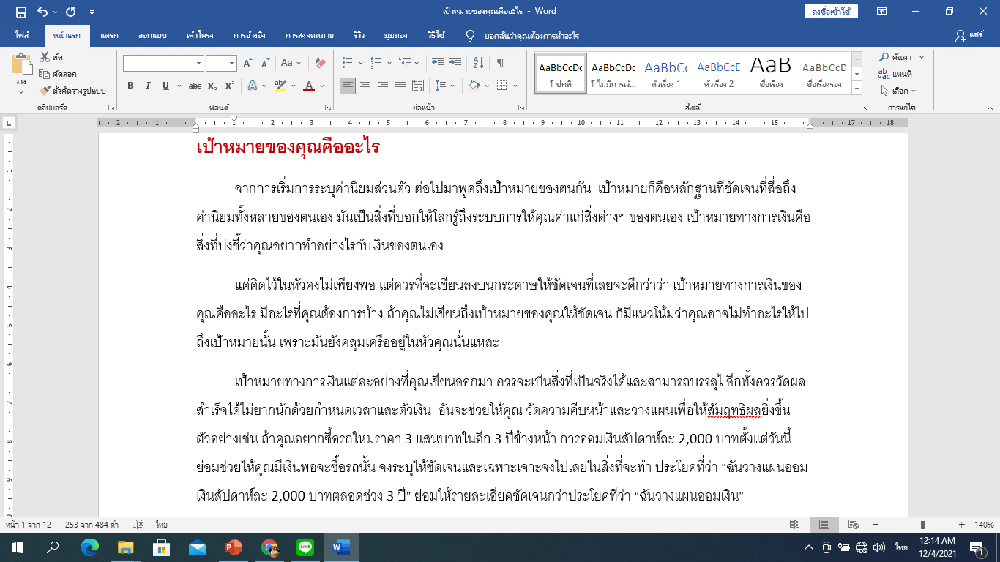 เป้าหมายของคุณคืออะไร - Word
ลงชื่อเข้าใช้
ไฟล์ หน้าแรก แทรก ออกแบบ เค้าโครง การอ้างอิง การส่งจดหมาย รีวิว มุมมอง วิธีใช้ บอกฉันว่าคุณต้องการทำอะไร แชร์
วาง
ตัด
คัดลอก
ตัวคัดวางรูปแบบ
คลิปบอร์ด
B I U abc x₂ x² A A A Aa
ฟอนต์
ย่อหน้า
AaBbCcDc AaBbCcDc AaBbCc AaBbCcD AaB AaBbCcD
¶ ปกติ ¶ ไม่มีการเว้... หัวเรื่อง 1 หัวเรื่อง 2 ชื่อเรื่อง ชื่อเรื่องรอง
สไตล์
ค้นหา
แทนที่
เลือก
การแก้ไข
2 1 1 2 3 4 5 6 7 8 9 10 11 12 13 14 15 17 18
เป้าหมายของคุณคืออะไร
จากการเริ่มการระบุค่านิยมส่วนตัว ต่อไปมาพูดถึงเป้าหมายของตนกัน เป้าหมายก็คือหลักฐานที่ชัดเจนที่สื่อถึง
ค่านิยมทั้งหลายของตนเอง มันเป็นสิ่งที่บอกให้โลกรู้ถึงระบบการให้คุณค่าแก่สิ่งต่างๆ ของตนเอง เป้าหมายทางการเงินคือ
สิ่งที่บ่งชี้ว่าคุณอยากทำอย่างไรกับเงินของตนเอง
แค่คิดไว้ในหัวคงไม่เพียงพอ แต่ควรที่จะเขียนลงบนกระดาษให้ชัดเจนที่เลยจะดีกว่าว่า เป้าหมายทางการเงินของ
คุณคืออะไร มีอะไรที่คุณต้องการบ้าง ถ้าคุณไม่เขียนถึงเป้าหมายของคุณให้ชัดเจน ก็มีแนวโน้มว่าคุณอาจไม่ทำอะไรให้ไป
ถึงเป้าหมายนั้น เพราะมันยังคลุมเครืออยู่ในหัวคุณนั่นแหละ
เป้าหมายทางการเงินแต่ละอย่างที่คุณเขียนออกมา ควรจะเป็นสิ่งที่เป็นจริงได้และสามารถบรรลุไ อีกทั้งควรวัดผล
สำเร็จได้ไม่ยากนักด้วยกำหนดเวลาและตัวเงิน อันจะช่วยให้คุณ วัดความคืบหน้าและวางแผนเพื่อให้สัมฤทธิผลยิ่งขึ้น
ตัวอย่างเช่น ถ้าคุณอยากซื้อรถใหม่ราคา 3 แสนบาทในอีก 3 ปีข้างหน้า การออมเงินสัปดาห์ละ 2,000 บาทตั้งแต่วันนี้
ย่อมช่วยให้คุณมีเงินพอจะซื้อรถนั้น จงระบุให้ชัดเจนและเฉพาะเจาะจงไปเลยในสิ่งที่จะทำ ประโยคที่ว่า “ฉันวางแผนออม
เงินสัปดาห์ละ 2,000 บาทตลอดช่วง 3 ปี” ย่อมให้รายละเอียดชัดเจนกว่าประโยคที่ว่า “ฉันวางแผนออมเงิน”
หน้า 1 จาก 12 253 จาก 484 คำ ไทย 140%
ไทย
12:14 AM
12/4/2021